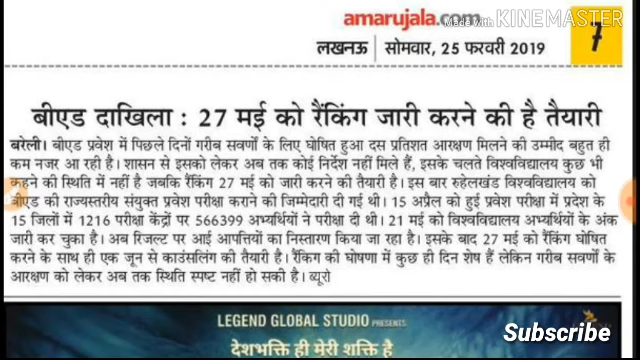 amarujala.com
Made with KINEMASTER
लखनऊ | सोमवार, 25 फरवरी 2019
7
बीएड दाखिला : 27 मई को रैंकिंग जारी करने की है तैयारी
बरेली। बीएड प्रवेश में पिछले दिनों गरीब सवर्णों के लिए घोषित हुआ दस प्रतिशत आरक्षण मिलने की उम्मीद बहुत ही
कम नजर आ रही है। शासन से इसको लेकर अब तक कोई निर्देश नहीं मिले हैं, इसके चलते विश्वविद्यालय कुछ भी
कहने की स्थिति में नहीं है जबकि रैंकिंग 27 मई को जारी करने की तैयारी है। इस बार रुहेलखंड विश्वविद्यालय को
बीएड की राज्यस्तरीय संयुक्त प्रवेश परीक्षा कराने की जिम्मेदारी दी गई थी। 15 अप्रैल को हुई प्रवेश परीक्षा में प्रदेश के
15 जिलों में 1216 परीक्षा केंद्रों पर 566399 अभ्यर्थियों ने परीक्षा दी थी। 21 मई को विश्वविद्यालय अभ्यर्थियों के अंक
जारी कर चुका है। अब रिजल्ट पर आई आपत्तियों का निस्तारण किया जा रहा है। इसके बाद 27 मई को रैंकिंग घोषित
करने के साथ ही एक जून से काउंसलिंग की तैयारी है। रैंकिंग की घोषणा में कुछ ही दिन शेष हैं लेकिन गरीब सवर्णों के
आरक्षण को लेकर अब तक स्थिति स्पष्ट नहीं हो सकी है। ब्यूरो
LEGEND GLOBAL STUDIO PRESENTS
देशभक्ति ही मेरी शक्ति है
Subscribe